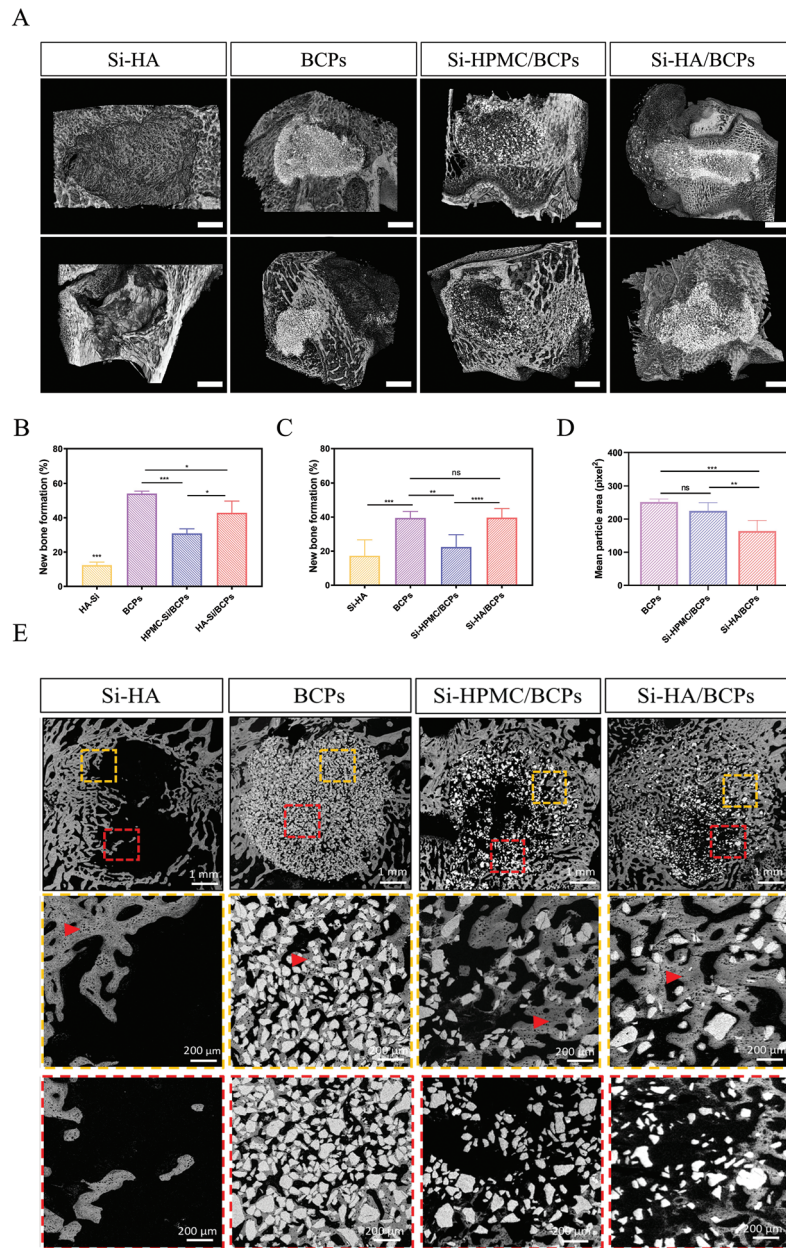 A
Si-HA BCPs Si-HPMC/BCPs Si-HA/BCPs
B
New bone formation (%)
80
60
40
20
0
***
***
*
*
HA-Si
BCPs
HPMC-Si/BCPs
HA-Si/BCPs
C
New bone formation (%)
80
60
40
20
0
ns
***
**
****
Si-HA
BCPs
Si-HPMC/BCPs
Si-HA/BCPs
D
Mean particle area (pixel²)
400
300
200
100
0
***
ns
**
BCPs
Si-HPMC/BCPs
Si-HA/BCPs
E
Si-HA BCPs Si-HPMC/BCPs Si-HA/BCPs
1 mm 1 mm 1 mm 1 mm
200 µm 200 µm 200 µm 200 µm
200 µm 200 µm 200 µm 200 µm